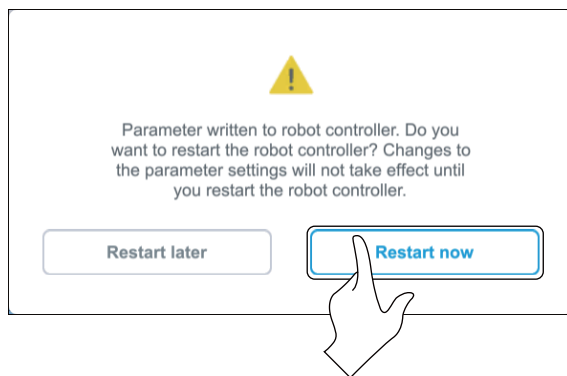 Parameter written to robot controller. Do you
want to restart the robot controller? Changes to
the parameter settings will not take effect until
you restart the robot controller.
Restart later
Restart now